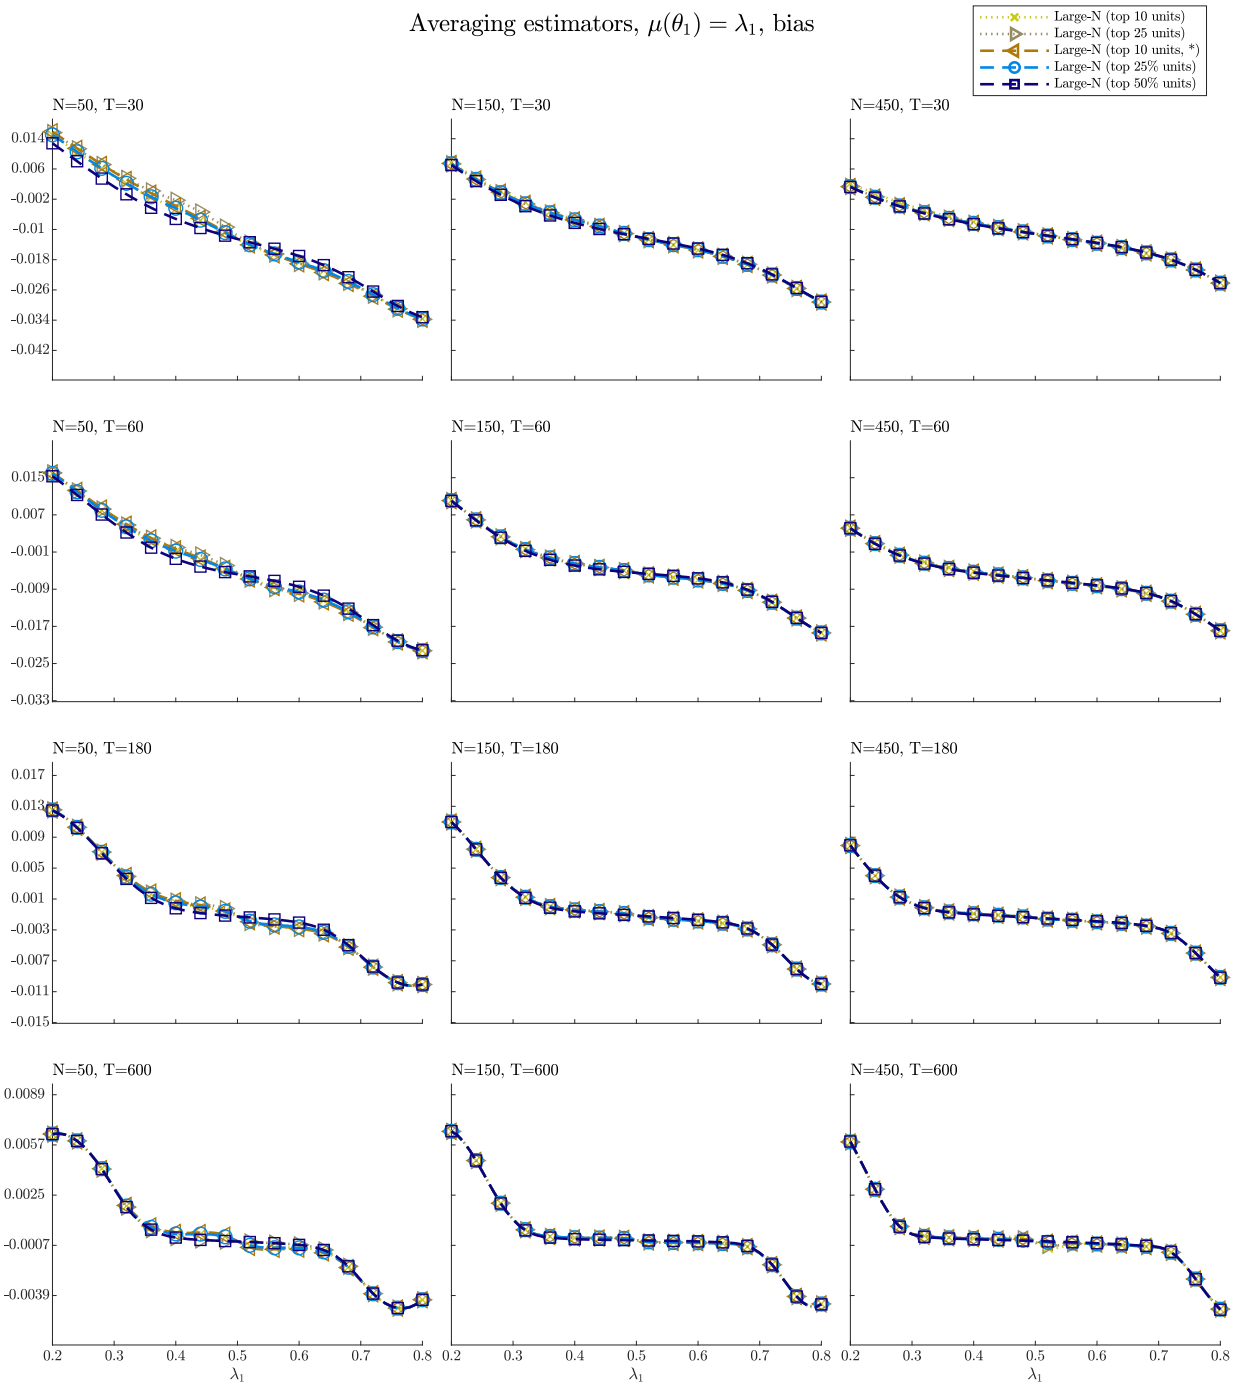 Averaging estimators, μ(θ₁) = λ₁, bias
Large-N (top 10 units)
Large-N (top 25 units)
Large-N (top 10 units, *)
Large-N (top 25% units)
Large-N (top 50% units)
N=50, T=30
N=150, T=30
N=450, T=30
0.014
0.006
-0.002
-0.01
-0.018
-0.026
-0.034
-0.042
N=50, T=60
N=150, T=60
N=450, T=60
0.015
0.007
-0.001
-0.009
-0.017
-0.025
-0.033
N=50, T=180
N=150, T=180
N=450, T=180
0.017
0.013
0.009
0.005
0.001
-0.003
-0.007
-0.011
-0.015
N=50, T=600
N=150, T=600
N=450, T=600
0.0089
0.0057
0.0025
-0.0007
-0.0039
0.2 0.3 0.4 0.5 0.6 0.7 0.8
0.2 0.3 0.4 0.5 0.6 0.7 0.8
0.2 0.3 0.4 0.5 0.6 0.7 0.8
λ₁
λ₁
λ₁